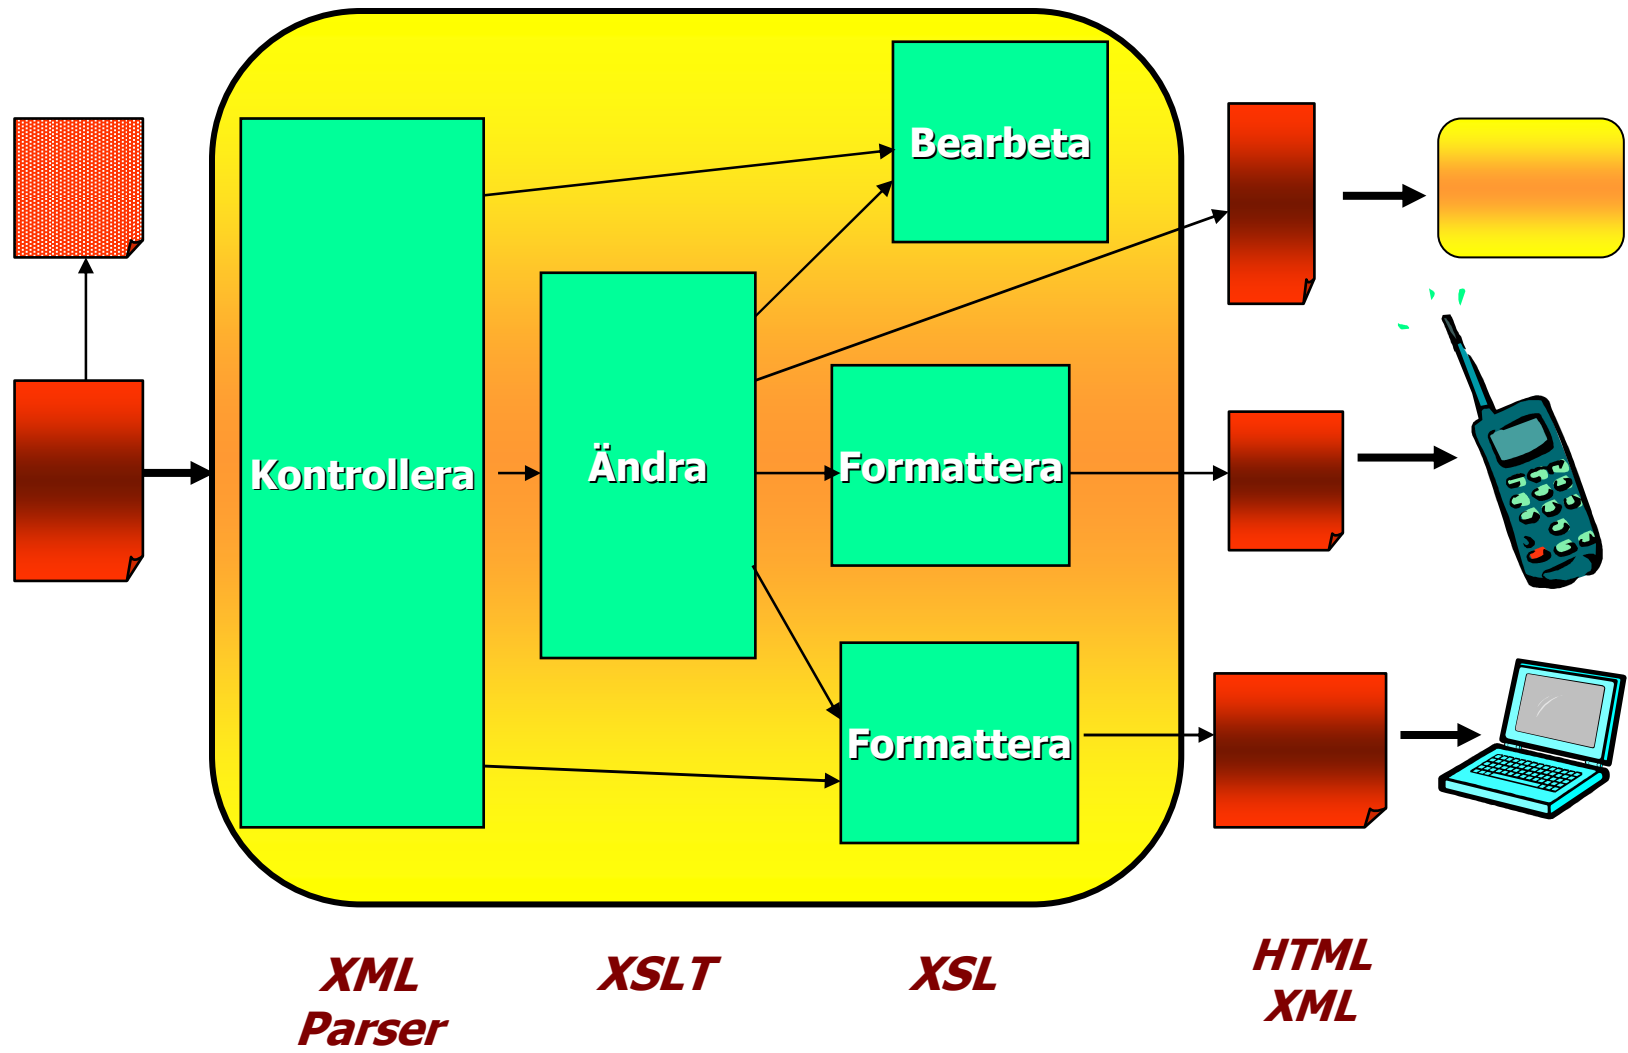 Bearbeta
Kontrollera
Ändra
Formattera
Formattera
XML
Parser
XSLT
XSL
HTML
XML